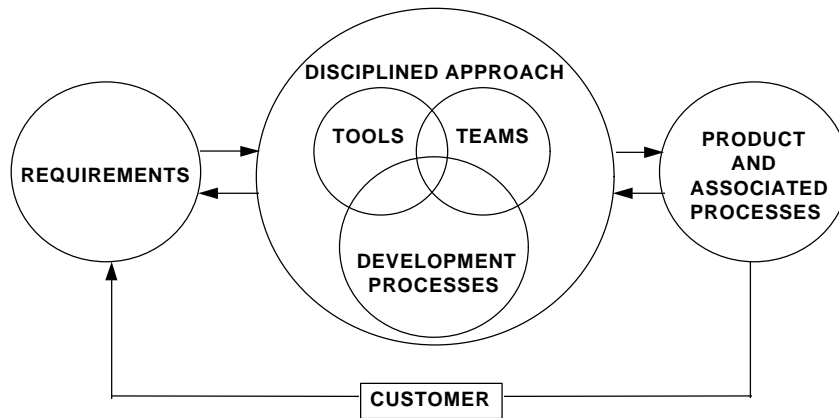 DISCIPLINED APPROACH
TOOLS
TEAMS
REQUIREMENTS
PRODUCT
AND
ASSOCIATED
PROCESSES
DEVELOPMENT
PROCESSES
CUSTOMER